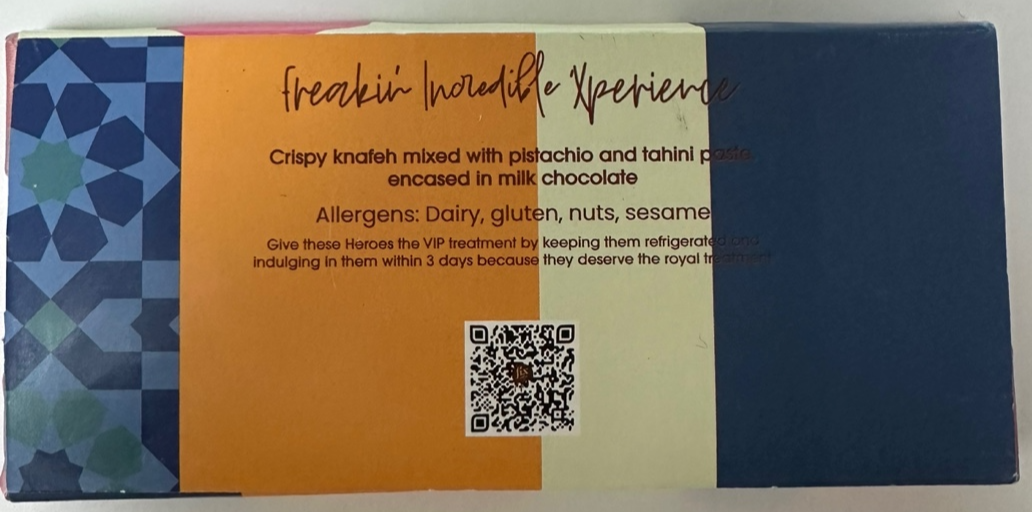 Freakin' Incredible Xperience
Crispy knafeh mixed with pistachio and tahini paste
encased in milk chocolate
Allergens: Dairy, gluten, nuts, sesame
Give these Heroes the VIP treatment by keeping them refrigerated and
indulging in them within 3 days because they deserve the royal treatment